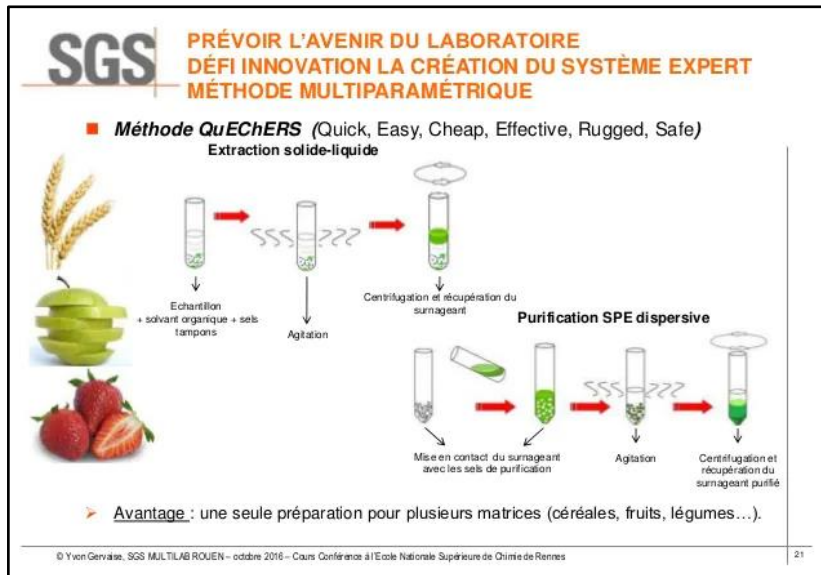 SGS
PRÉVOIR L'AVENIR DU LABORATOIRE
DÉFI INNOVATION LA CRÉATION DU SYSTÈME EXPERT
MÉTHODE MULTIPARAMÉTRIQUE
Méthode QuEChERS (Quick, Easy, Cheap, Effective, Rugged, Safe)
Extraction solide-liquide
Echantillon
+ solvant organique + sels
tampons
Agitation
Centrifugation et récupération du
surnageant
Purification SPE dispersive
Mise en contact du surnageant
avec les sels de purification
Agitation
Centrifugation et
récupération du
surnageant purifié
Avantage : une seule préparation pour plusieurs matrices (céréales, fruits, légumes…).
© Yvon Gervaise, SGS MULTILAB ROUEN – octobre 2016 – Cours Conférence à l'Ecole Nationale Supérieure de Chimie de Rennes
21